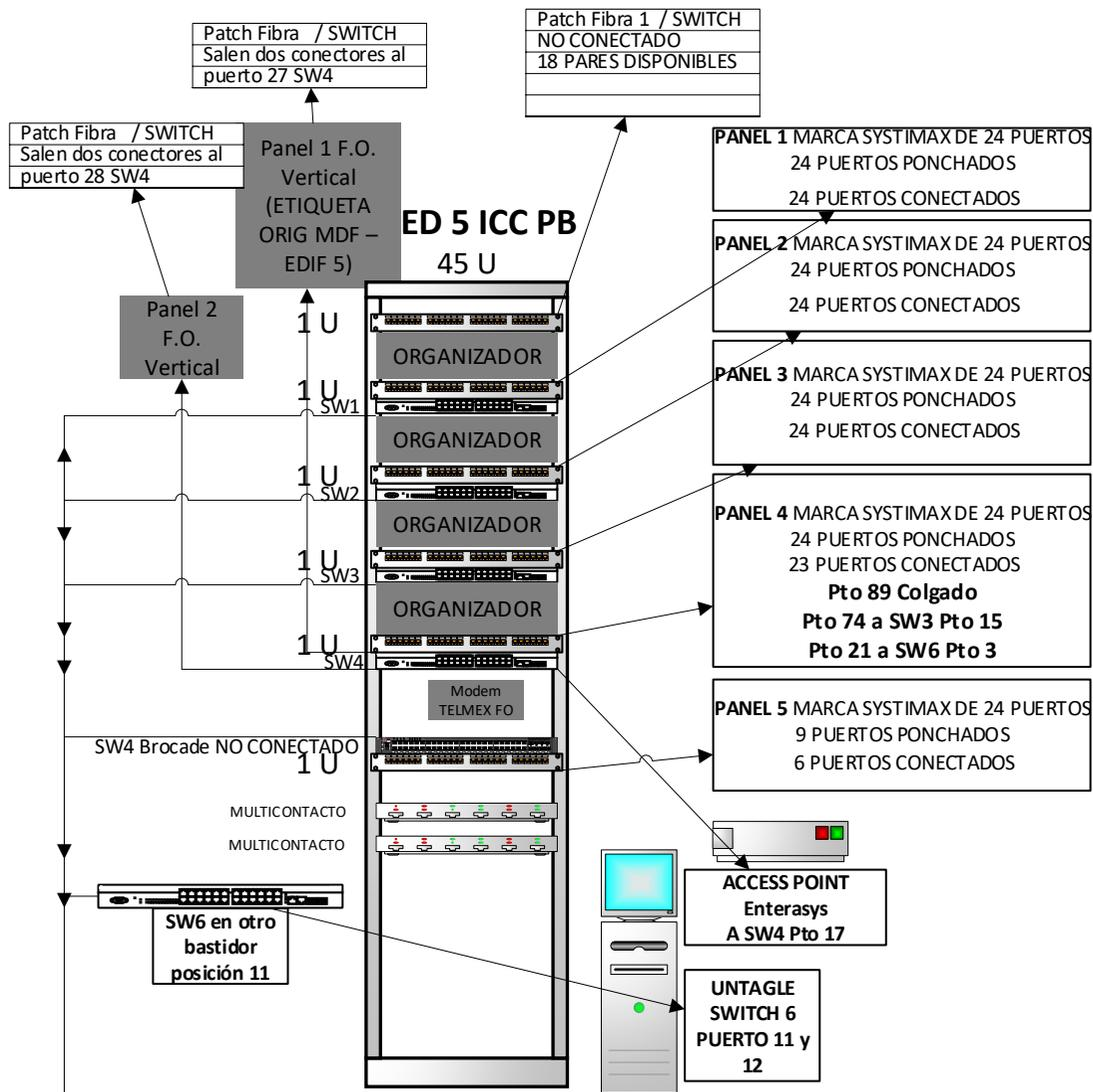 Patch Fibra / SWITCH
Salen dos conectores al
puerto 27 SW4
Patch Fibra 1 / SWITCH
NO CONECTADO
18 PARES DISPONIBLES
Patch Fibra / SWITCH
Salen dos conectores al
puerto 28 SW4
Panel 1 F.O.
Vertical
(ETIQUETA
ORIG MDF –
EDIF 5)
Panel 2
F.O.
Vertical
ED 5 ICC PB
45 U
1 U
ORGANIZADOR
1 U
SW1
ORGANIZADOR
1 U
SW2
ORGANIZADOR
1 U
SW3
ORGANIZADOR
1 U
SW4
Modem
TELMEX FO
SW4 Brocade NO CONECTADO
1 U
MULTICONTACTO
MULTICONTACTO
SW6 en otro
bastidor
posición 11
PANEL 1 MARCA SYSTIMAX DE 24 PUERTOS
24 PUERTOS PONCHADOS
24 PUERTOS CONECTADOS
PANEL 2 MARCA SYSTIMAX DE 24 PUERTOS
24 PUERTOS PONCHADOS
24 PUERTOS CONECTADOS
PANEL 3 MARCA SYSTIMAX DE 24 PUERTOS
24 PUERTOS PONCHADOS
24 PUERTOS CONECTADOS
PANEL 4 MARCA SYSTIMAX DE 24 PUERTOS
24 PUERTOS PONCHADOS
23 PUERTOS CONECTADOS
Pto 89 Colgado
Pto 74 a SW3 Pto 15
Pto 21 a SW6 Pto 3
PANEL 5 MARCA SYSTIMAX DE 24 PUERTOS
9 PUERTOS PONCHADOS
6 PUERTOS CONECTADOS
ACCESS POINT
Enterasys
A SW4 Pto 17
UNTAGLE
SWITCH 6
PUERTO 11 y
12